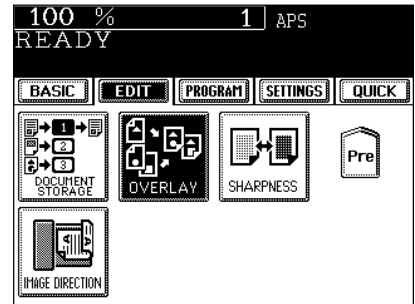 100 % 1 APS
READY
BASIC EDIT PROGRAM SETTINGS QUICK
1
2
3
DOCUMENT
STORAGE
OVERLAY
SHARPNESS
Pre
A
A
IMAGE DIRECTION